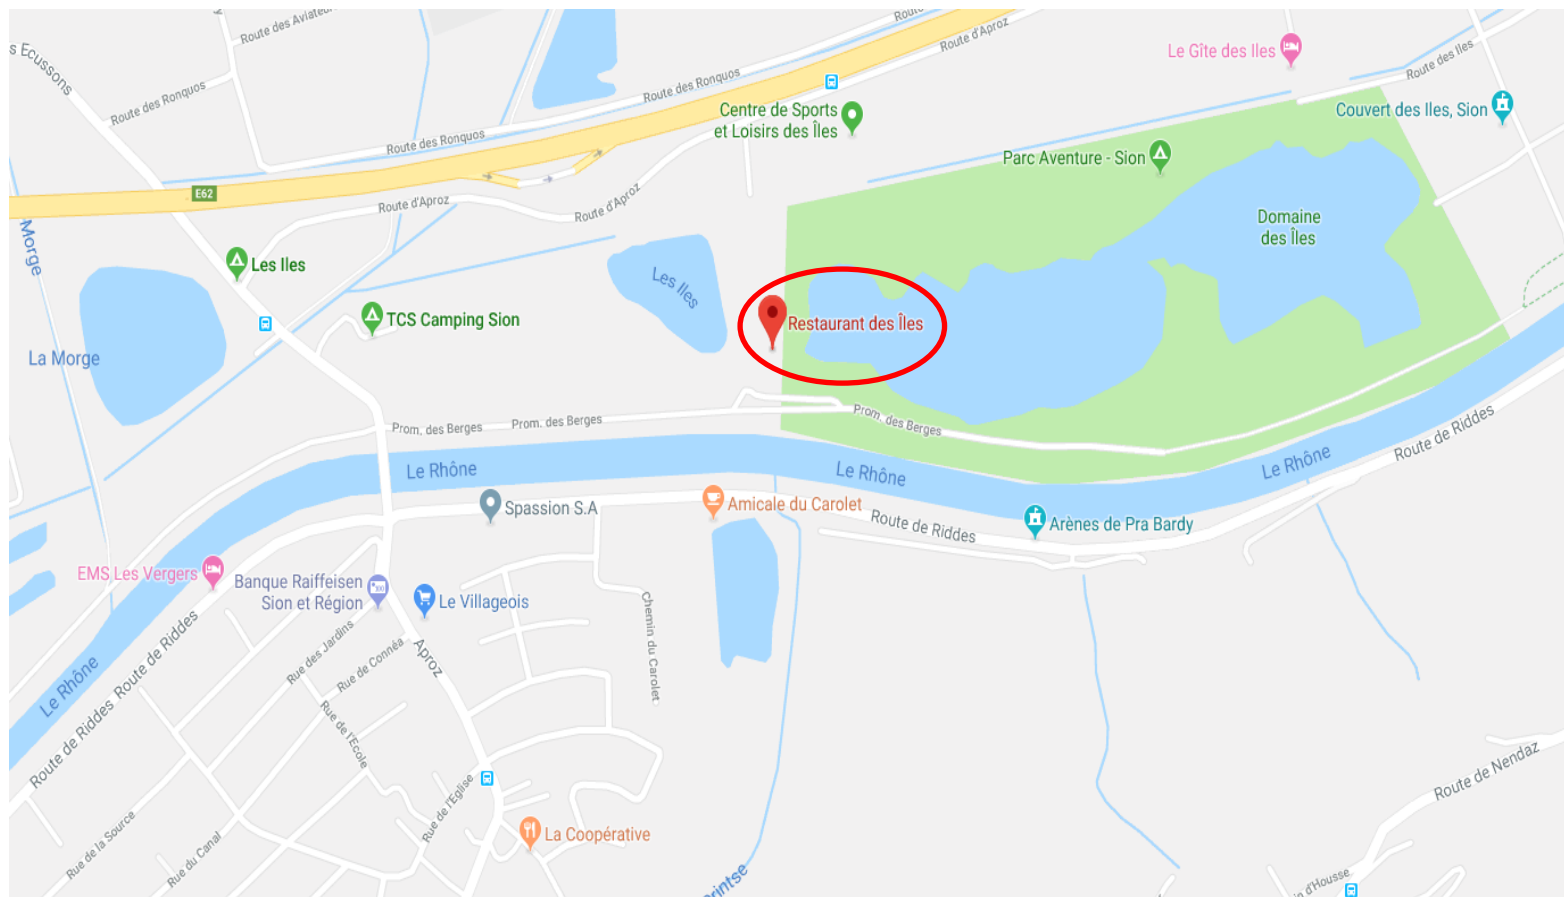 Route des Aviateu
Route
Route d'Aproz
Le Gîte des Iles
Route des Iles
s Ecussons
Route des Ronquos
Route des Ronquos
Centre de Sports
et Loisirs des Îles
Couvert des Iles, Sion
Route des Ronquos
Parc Aventure - Sion
E62
Route d'Aproz
Route d'Aproz
Domaine
des Îles
Morge
Les Iles
Les Iles
TCS Camping Sion
Restaurant des Îles
La Morge
Prom. des Berges
Prom. des Berges
Prom. des Berges
Route de Riddes
Le Rhône
Le Rhône
Le Rhône
Spassion S.A
Amicale du Carolet
Route de Riddes
Arènes de Pra Bardy
EMS Les Vergers
Banque Raiffeisen
Sion et Région
Le Villageois
Chemin du Carolet
Rue des Jardins
Rue de Connéa
Aproz
Le Rhône
Route de Riddes
Route de Riddes
Rue de l'Ecole
Route de Nendaz
Rue de l'Eglise
La Coopérative
Rue de la Source
Rue du Canal
Printse
n d'Housse